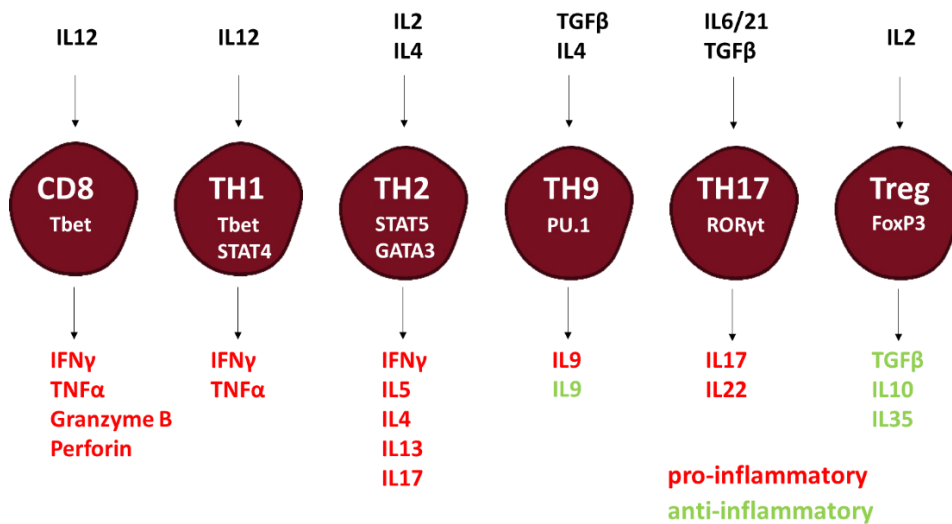 IL12
IL12
IL2
IL4
TGFβ
IL4
IL6/21
TGFβ
IL2
CD8
Tbet
TH1
Tbet
STAT4
TH2
STAT5
GATA3
TH9
PU.1
TH17
RORγt
Treg
FoxP3
IFNγ
TNFα
Granzyme B
Perforin
IFNγ
TNFα
IFNγ
IL5
IL4
IL13
IL17
IL9
IL9
IL17
IL22
TGFβ
IL10
IL35
pro-inflammatory
anti-inflammatory